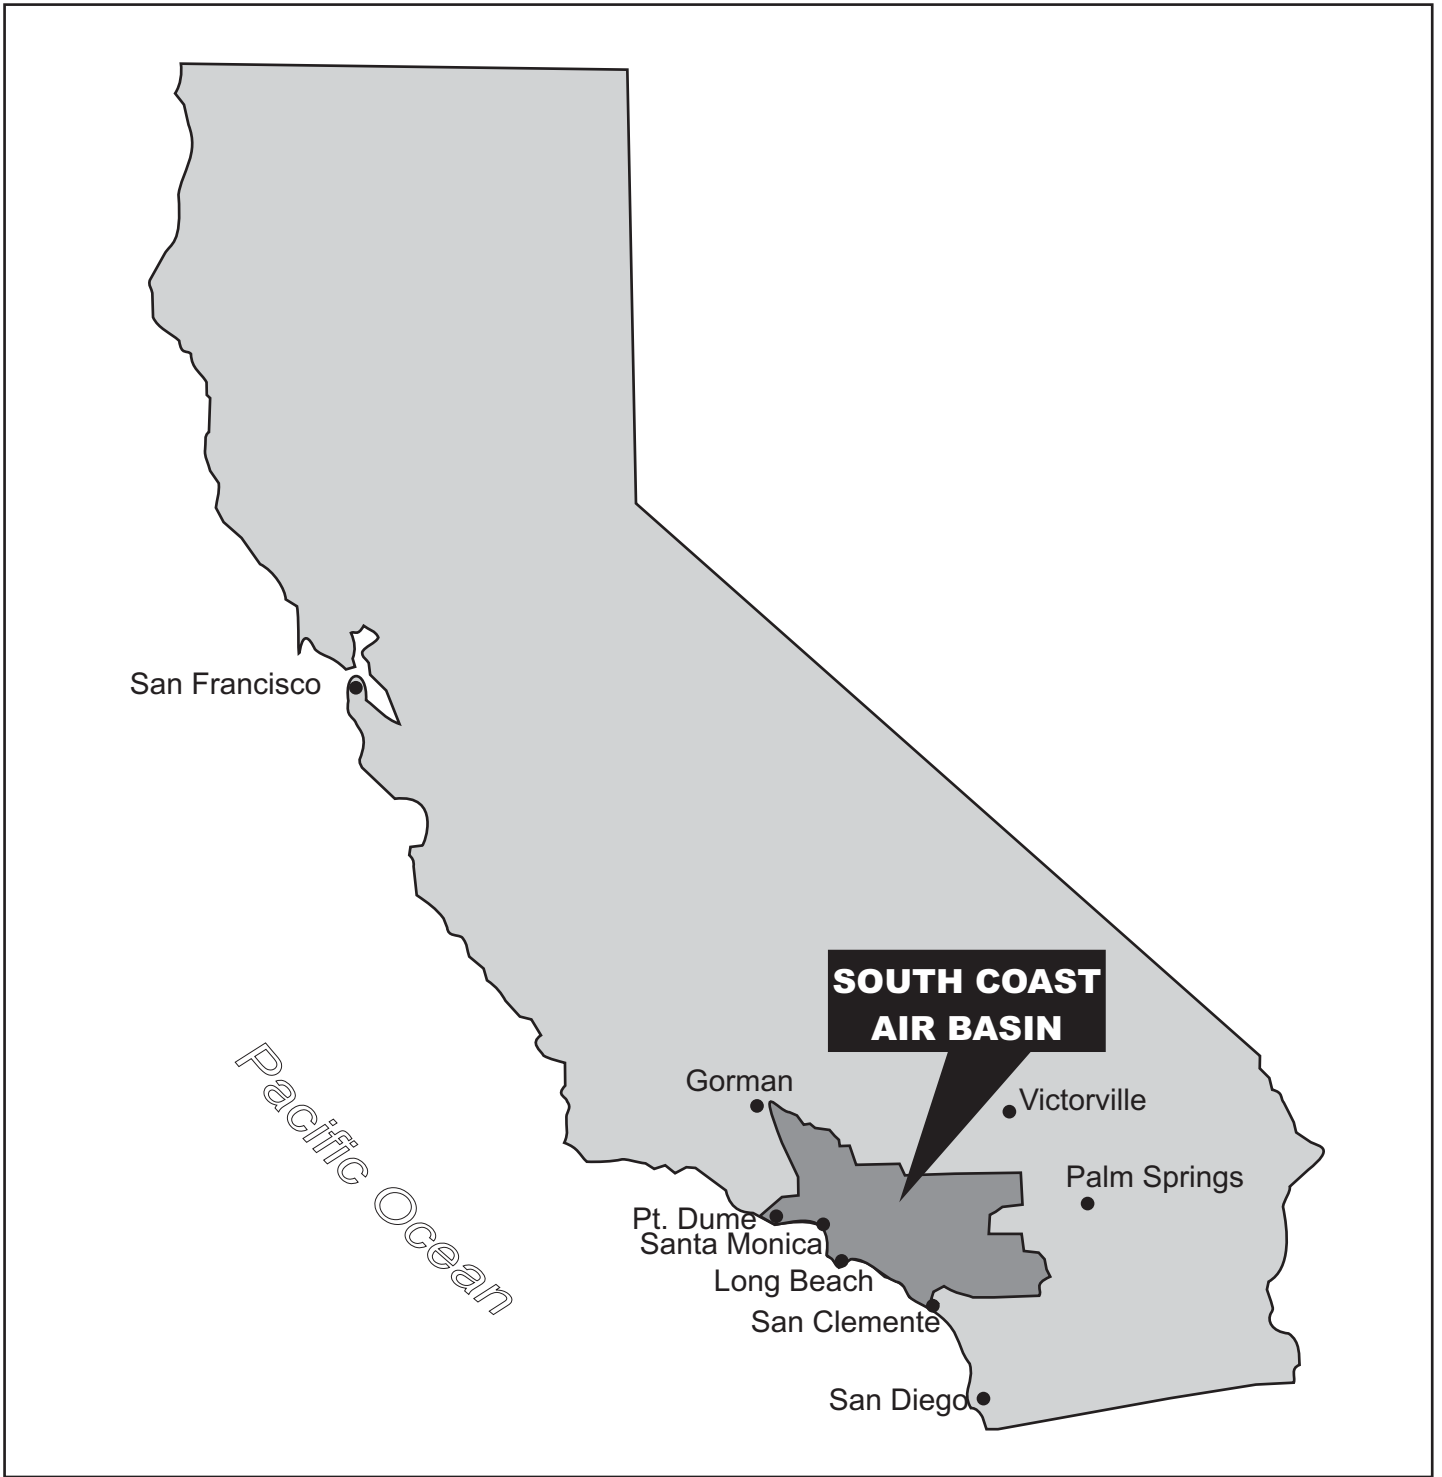 San Francisco
SOUTH COAST
AIR BASIN
Pacific Ocean
Gorman
Victorville
Palm Springs
Pt. Dume
Santa Monica
Long Beach
San Clemente
San Diego